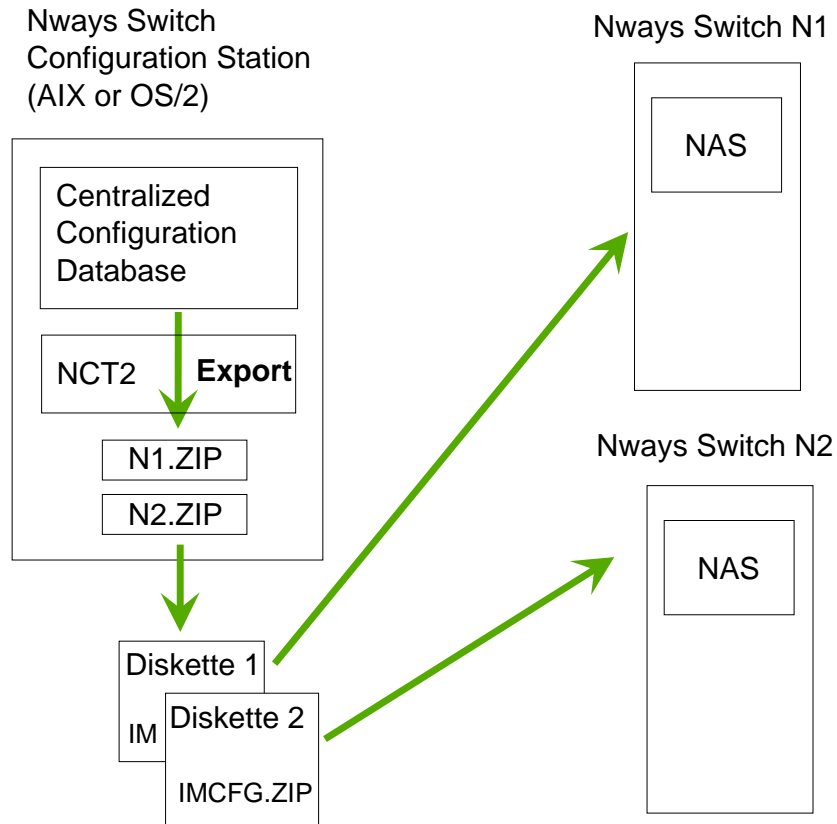 Nways Switch
Configuration Station
(AIX or OS/2)
Centralized
Configuration
Database
NCT2
Export
N1.ZIP
N2.ZIP
Diskette 1
IM
Diskette 2
IMCFG.ZIP
Nways Switch N1
NAS
Nways Switch N2
NAS